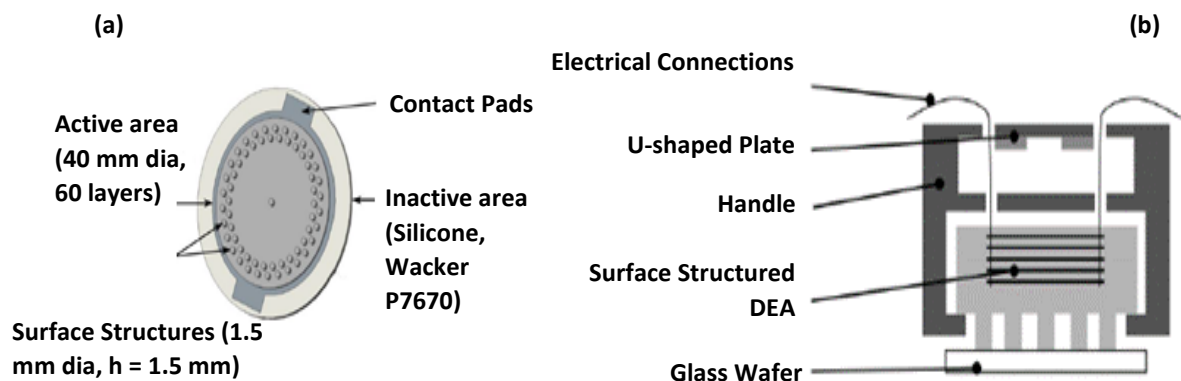 (a)
Contact Pads
Active area
(40 mm dia,
60 layers)
Inactive area
(Silicone,
Wacker
P7670)
Surface Structures (1.5
mm dia, h = 1.5 mm)
(b)
Electrical Connections
U-shaped Plate
Handle
Surface Structured
DEA
Glass Wafer